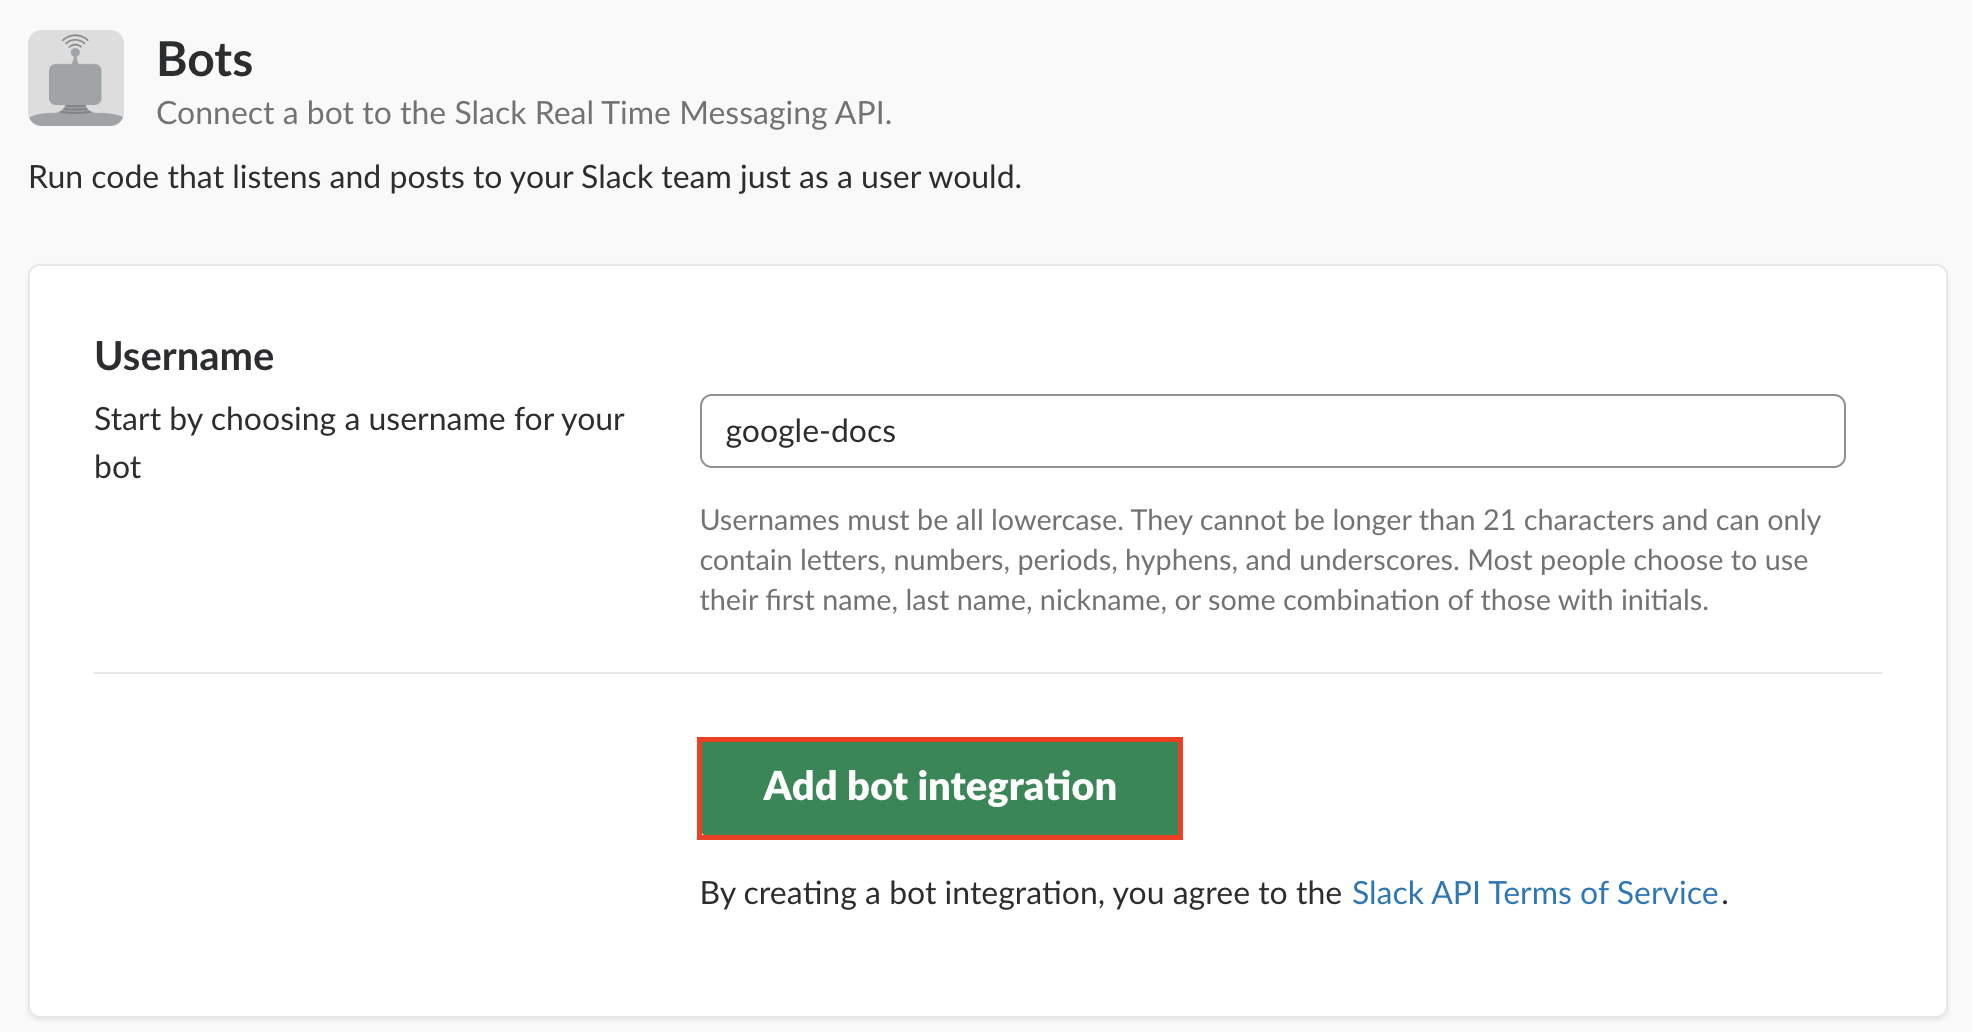 Bots
Connect a bot to the Slack Real Time Messaging API.
Run code that listens and posts to your Slack team just as a user would.
Username
Start by choosing a username for your
bot
google-docs
Usernames must be all lowercase. They cannot be longer than 21 characters and can only
contain letters, numbers, periods, hyphens, and underscores. Most people choose to use
their first name, last name, nickname, or some combination of those with initials.
Add bot integration
By creating a bot integration, you agree to the Slack API Terms of Service.